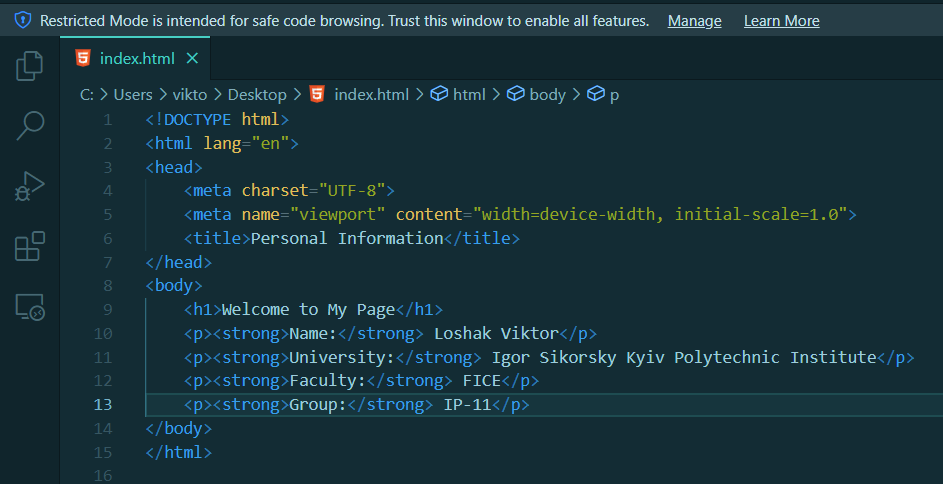 Restricted Mode is intended for safe code browsing. Trust this window to enable all features. Manage Learn More
index.html
C: > Users > vikto > Desktop > index.html > html > body > p
1 <!DOCTYPE html>
2 <html lang="en">
3 <head>
4     <meta charset="UTF-8">
5     <meta name="viewport" content="width=device-width, initial-scale=1.0">
6     <title>Personal Information</title>
7 </head>
8 <body>
9     <h1>Welcome to My Page</h1>
10     <p><strong>Name:</strong> Loshak Viktor</p>
11     <p><strong>University:</strong> Igor Sikorsky Kyiv Polytechnic Institute</p>
12     <p><strong>Faculty:</strong> FICE</p>
13     <p><strong>Group:</strong> IP-11</p>
14 </body>
15 </html>
16